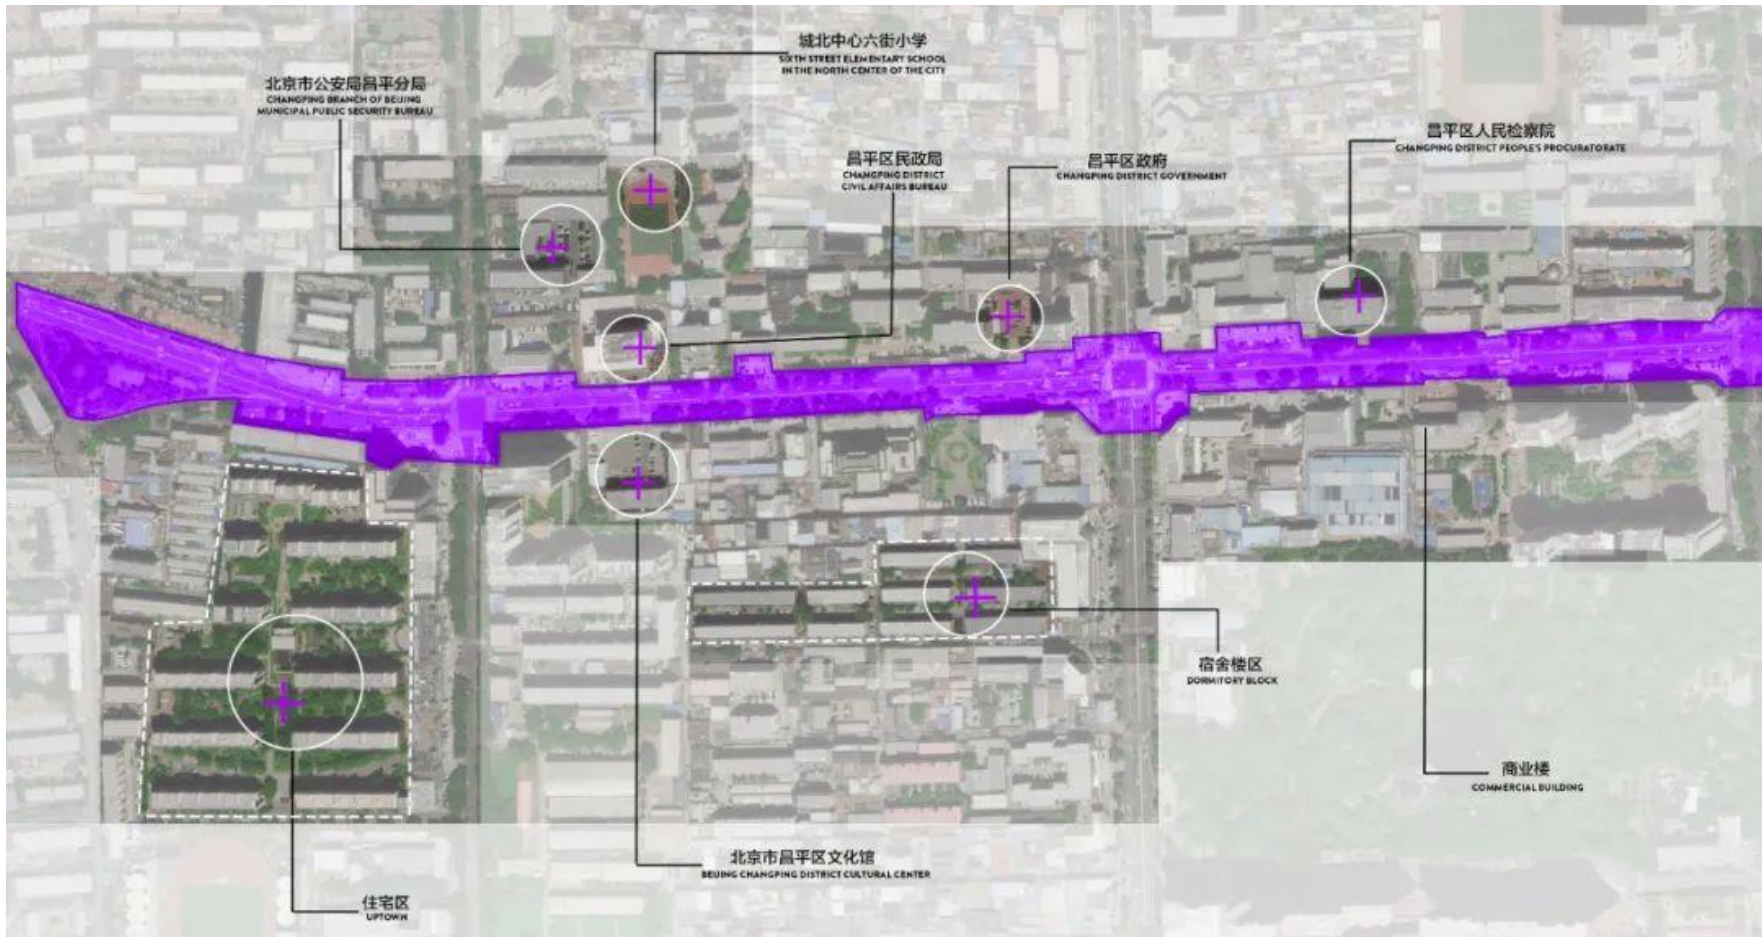 城北中心六街小学
SIXTH STREET ELEMENTARY SCHOOL
IN THE NORTH CENTER OF THE CITY
北京市公安局昌平分局
CHANGPING BRANCH OF BEIJING
MUNICIPAL PUBLIC SECURITY BUREAU
昌平区民政局
CHANGPING DISTRICT
CIVIL AFFAIRS BUREAU
昌平区政府
CHANGPING DISTRICT GOVERNMENT
昌平区人民检察院
CHANGPING DISTRICT PEOPLE'S PROCURATORATE
宿舍楼区
DORMITORY BLOCK
商业楼
COMMERCIAL BUILDING
北京市昌平区文化馆
BEIJING CHANGPING DISTRICT CULTURAL CENTER
住宅区
UPTOWN